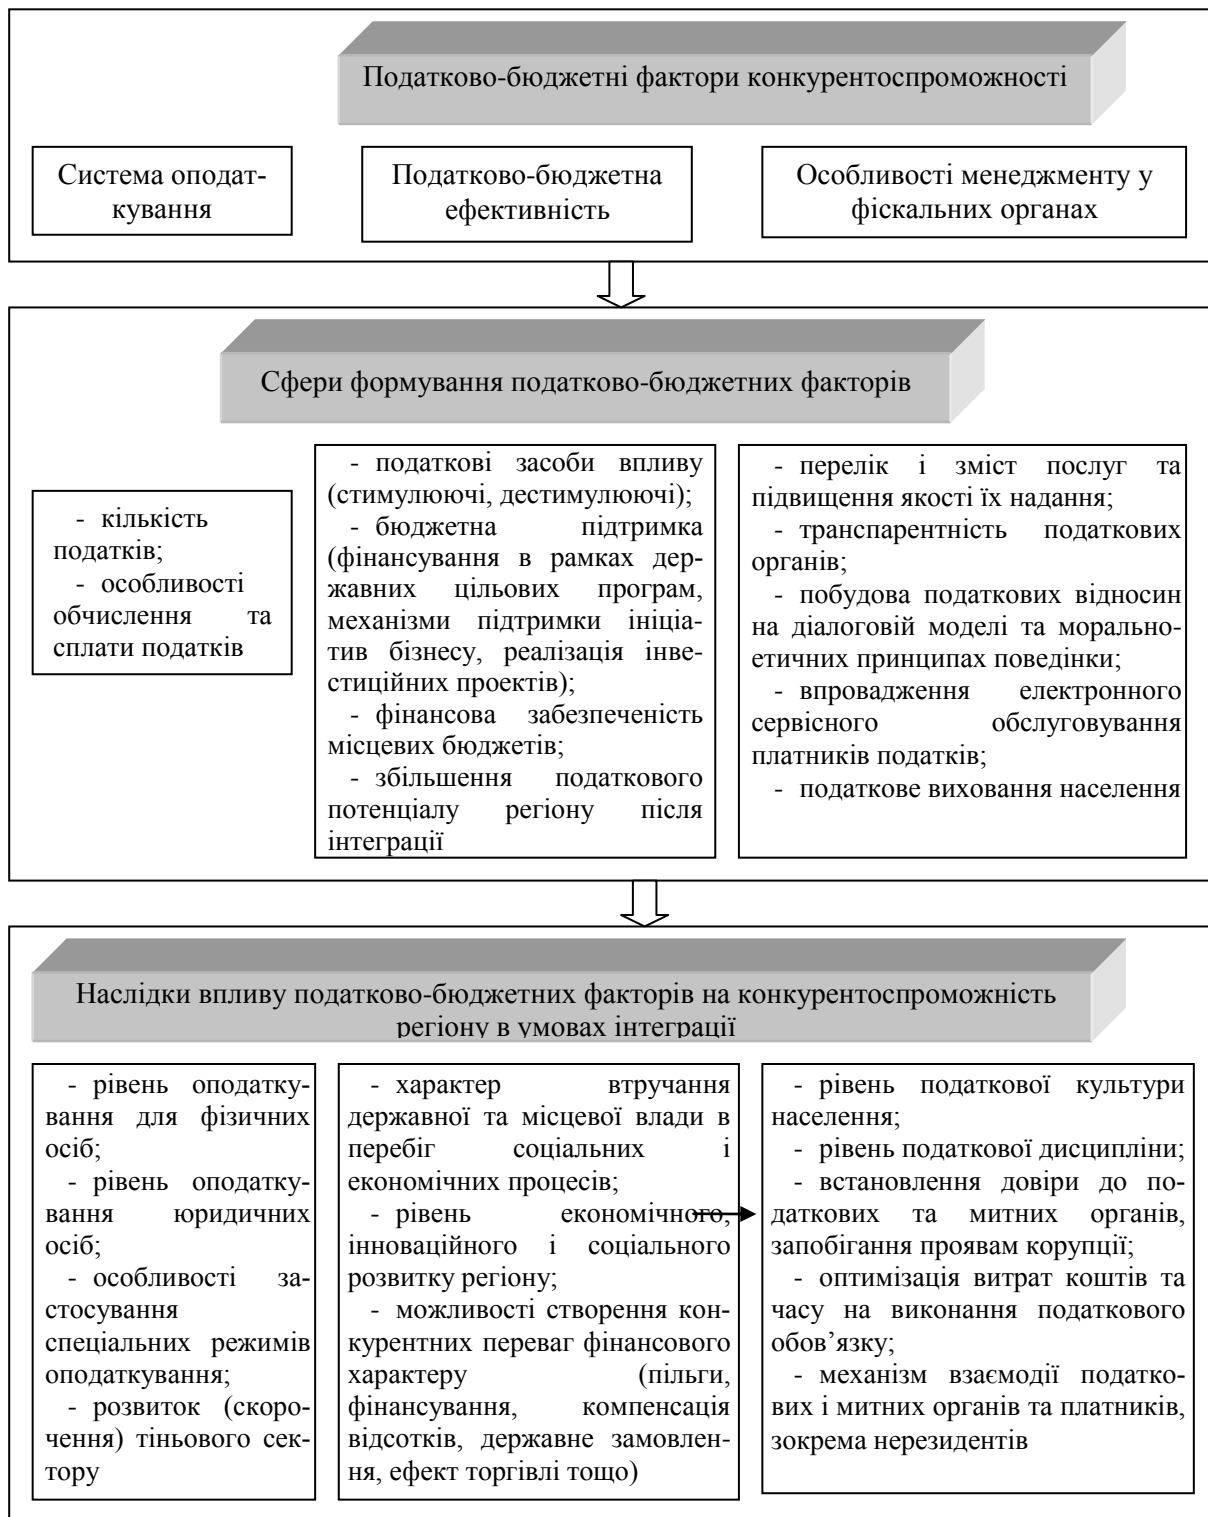 Податково-бюджетні фактори конкурентоспроможності
Система оподат-
кування
Податково-бюджетна
ефективність
Особливості менеджменту у
фіскальних органах
Сфери формування податково-бюджетних факторів
- кількість
податків;
- особливості
обчислення та
сплати податків
- податкові засоби впливу
(стимулюючі, дестимулюючі);
- бюджетна підтримка
(фінансування в рамках дер-
жавних цільових програм,
механізми підтримки ініціа-
тив бізнесу, реалізація інве-
стиційних проектів);
- фінансова забезпеченість
місцевих бюджетів;
- збільшення податкового
потенціалу регіону після
інтеграції
- перелік і зміст послуг та
підвищення якості їх надання;
- транспарентність податкових
органів;
- побудова податкових відносин
на діалоговій моделі та морально-
етичних принципах поведінки;
- впровадження електронного
сервісного обслуговування
платників податків;
- податкове виховання населення
Наслідки впливу податково-бюджетних факторів на конкурентоспроможність
регіону в умовах інтеграції
- рівень оподатку-
вання для фізичних
осіб;
- рівень оподатку-
вання юридичних
осіб;
- особливості за-
стосування
спеціальних режимів
оподаткування;
- розвиток (скоро-
чення) тіньового сек-
тору
- характер втручання
державної та місцевої влади в
перебіг соціальних і
економічних процесів;
- рівень економічного,
інноваційного і соціального
розвитку регіону;
- можливості створення кон-
курентних переваг фінансового
характеру (пільги,
фінансування, компенсація
відсотків, державне замовлен-
ня, ефект торгівлі тощо)
- рівень податкової культури
населення;
- рівень податкової дисципліни;
- встановлення довіри до по-
даткових та митних органів,
запобігання проявам корупції;
- оптимізація витрат коштів та
часу на виконання податкового
обов’язку;
- механізм взаємодії податко-
вих і митних органів та платників,
зокрема нерезидентів